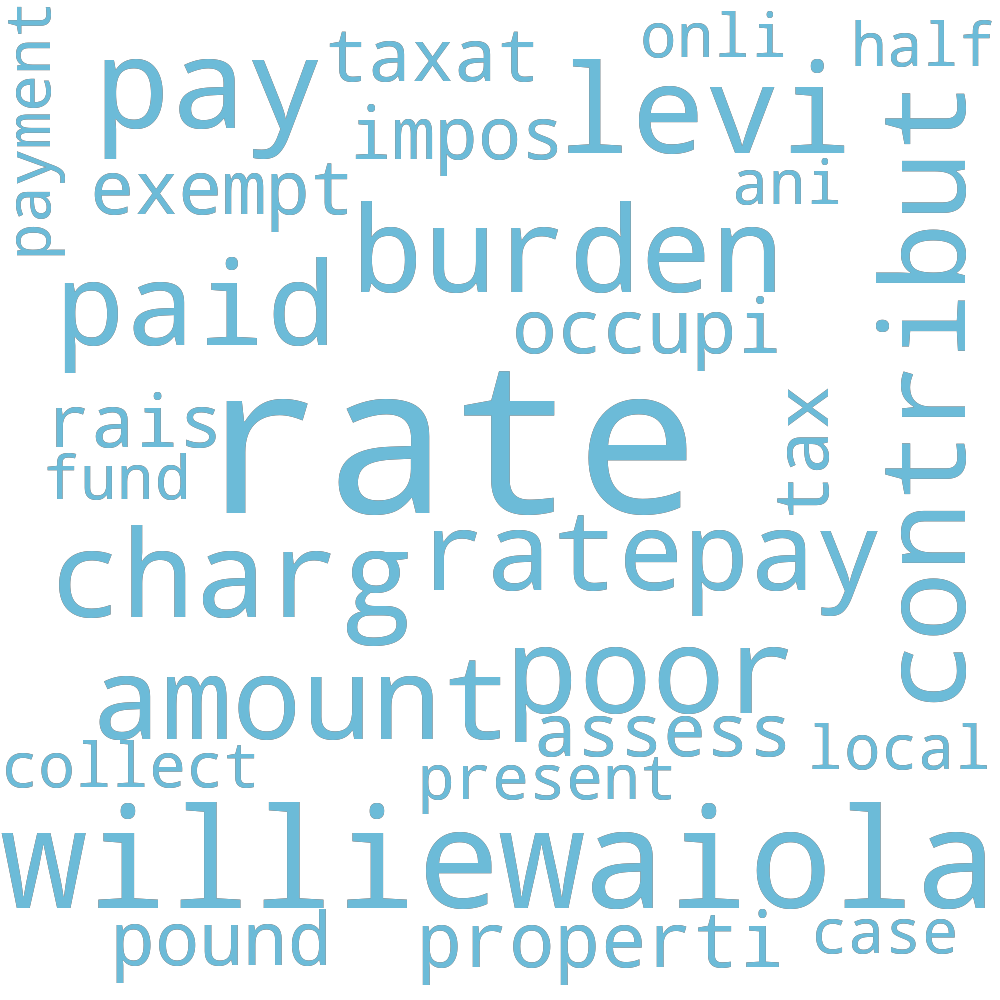 payment
pay
taxat
onli
half
levi
impos
exempt
ani
contribut
burden
paid
occupi
rate
rais
tax
fund
ratepay
charg
poor
amount
assess
local
collect
present
williewaiola
pound
properti
case